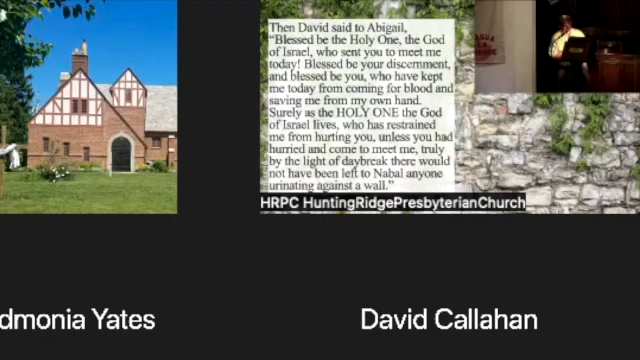 Then David said to Abigail,
“Blessed be the Holy One, the God
of Israel, who sent you to meet me
today! Blessed be your discernment,
and blessed be you, who have kept
me today from coming for blood and
saving me from my own hand.
Surely as the HOLY ONE the God
of Israel lives, who has restrained
me from hurting you, unless you had
hurried and come to meet me, truly
by the light of daybreak there would
not have been left to Nabal anyone
urinating against a wall.”
HRPC HuntingRidgePresbyterianChurch
dmonia Yates
David Callahan